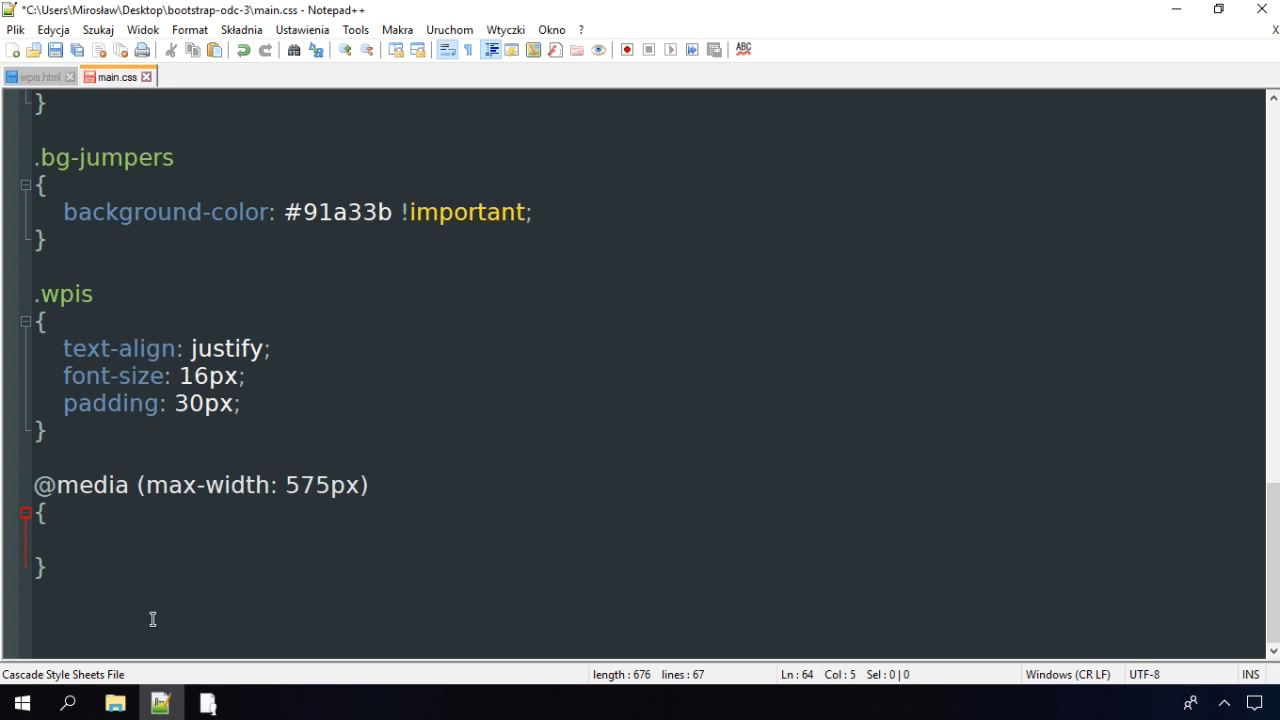 *C:\Users\Mirosław\Desktop\bootstrap-odc-3\main.css - Notepad++
Plik Edycja Szukaj Widok Format Składnia Ustawienia Tools Makra Uruchom Wtyczki Okno ? X
ABC
wpis.html main.css
}
.bg-jumpers
{
background-color: #91a33b !important;
}
.wpis
{
text-align: justify;
font-size: 16px;
padding: 30px;
}
@media (max-width: 575px)
{
}
Cascade Style Sheets File length : 676 lines : 67 Ln : 64 Col : 5 Sel : 0 | 0 Windows (CR LF) UTF-8 INS